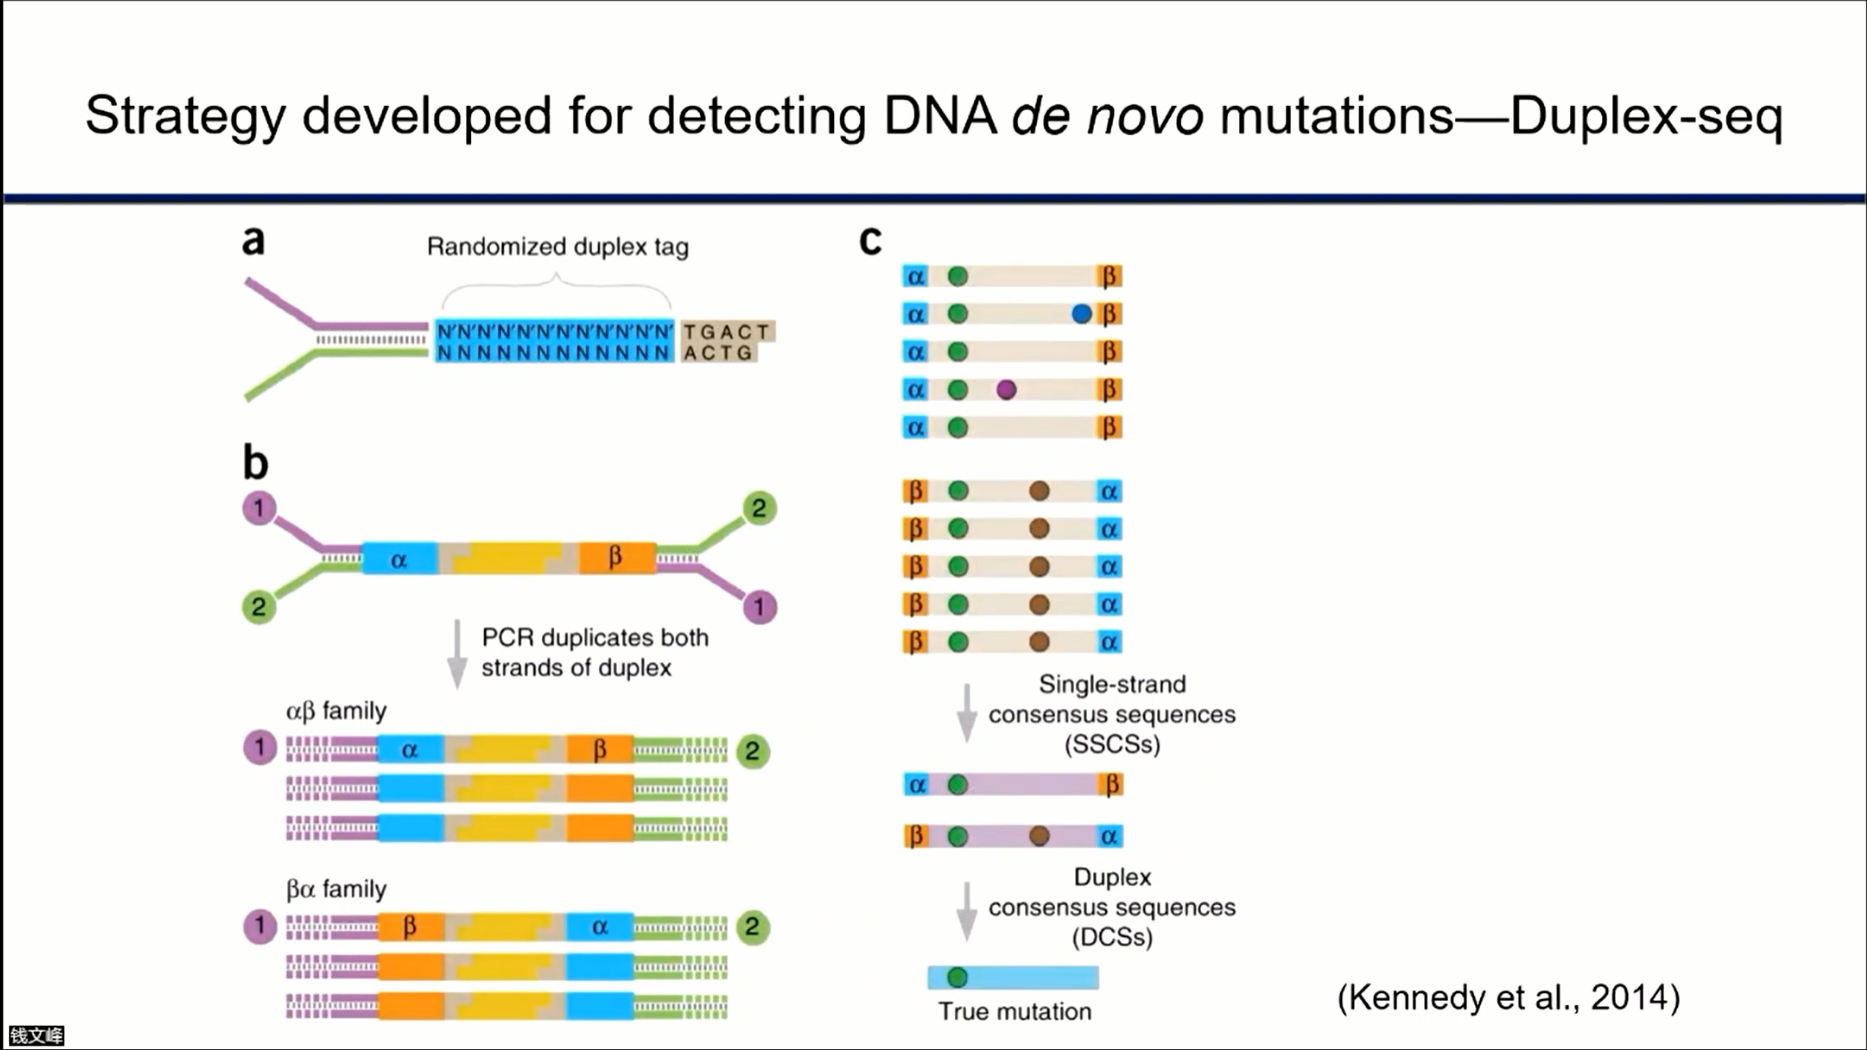 Strategy developed for detecting DNA de novo mutations—Duplex-seq
a
Randomized duplex tag
N′N′N′N′N′N′N′N′N′N′N′N′ TGACT
NNNNNNNNNNNN ACTG
b
1
2
α
β
2
1
PCR duplicates both
strands of duplex
αβ family
1
α
β
2
βα family
1
β
α
2
c
α β
α β
α β
α β
α β
β α
β α
β α
β α
β α
Single-strand
consensus sequences
(SSCSs)
α β
β α
Duplex
consensus sequences
(DCSs)
True mutation
(Kennedy et al., 2014)
钱文峰